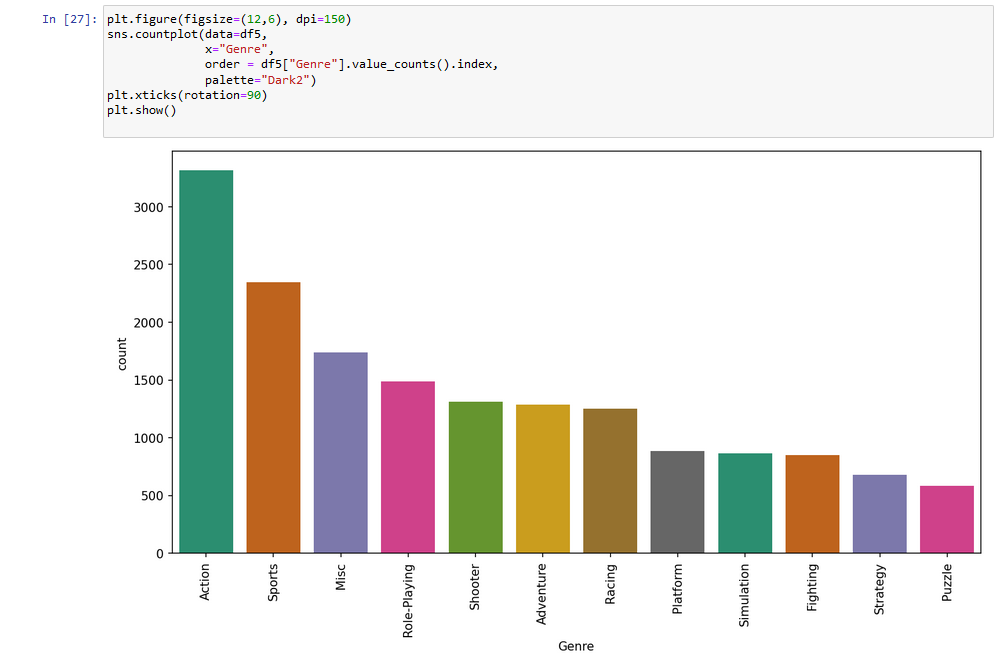 In [27]: plt.figure(figsize=(12,6), dpi=150)
sns.countplot(data=df5,
x="Genre",
order = df5["Genre"].value_counts().index,
palette="Dark2")
plt.xticks(rotation=90)
plt.show()
3000
2500
2000
1500
1000
500
0
count
Action
Sports
Misc
Role-Playing
Shooter
Adventure
Racing
Platform
Simulation
Fighting
Strategy
Puzzle
Genre